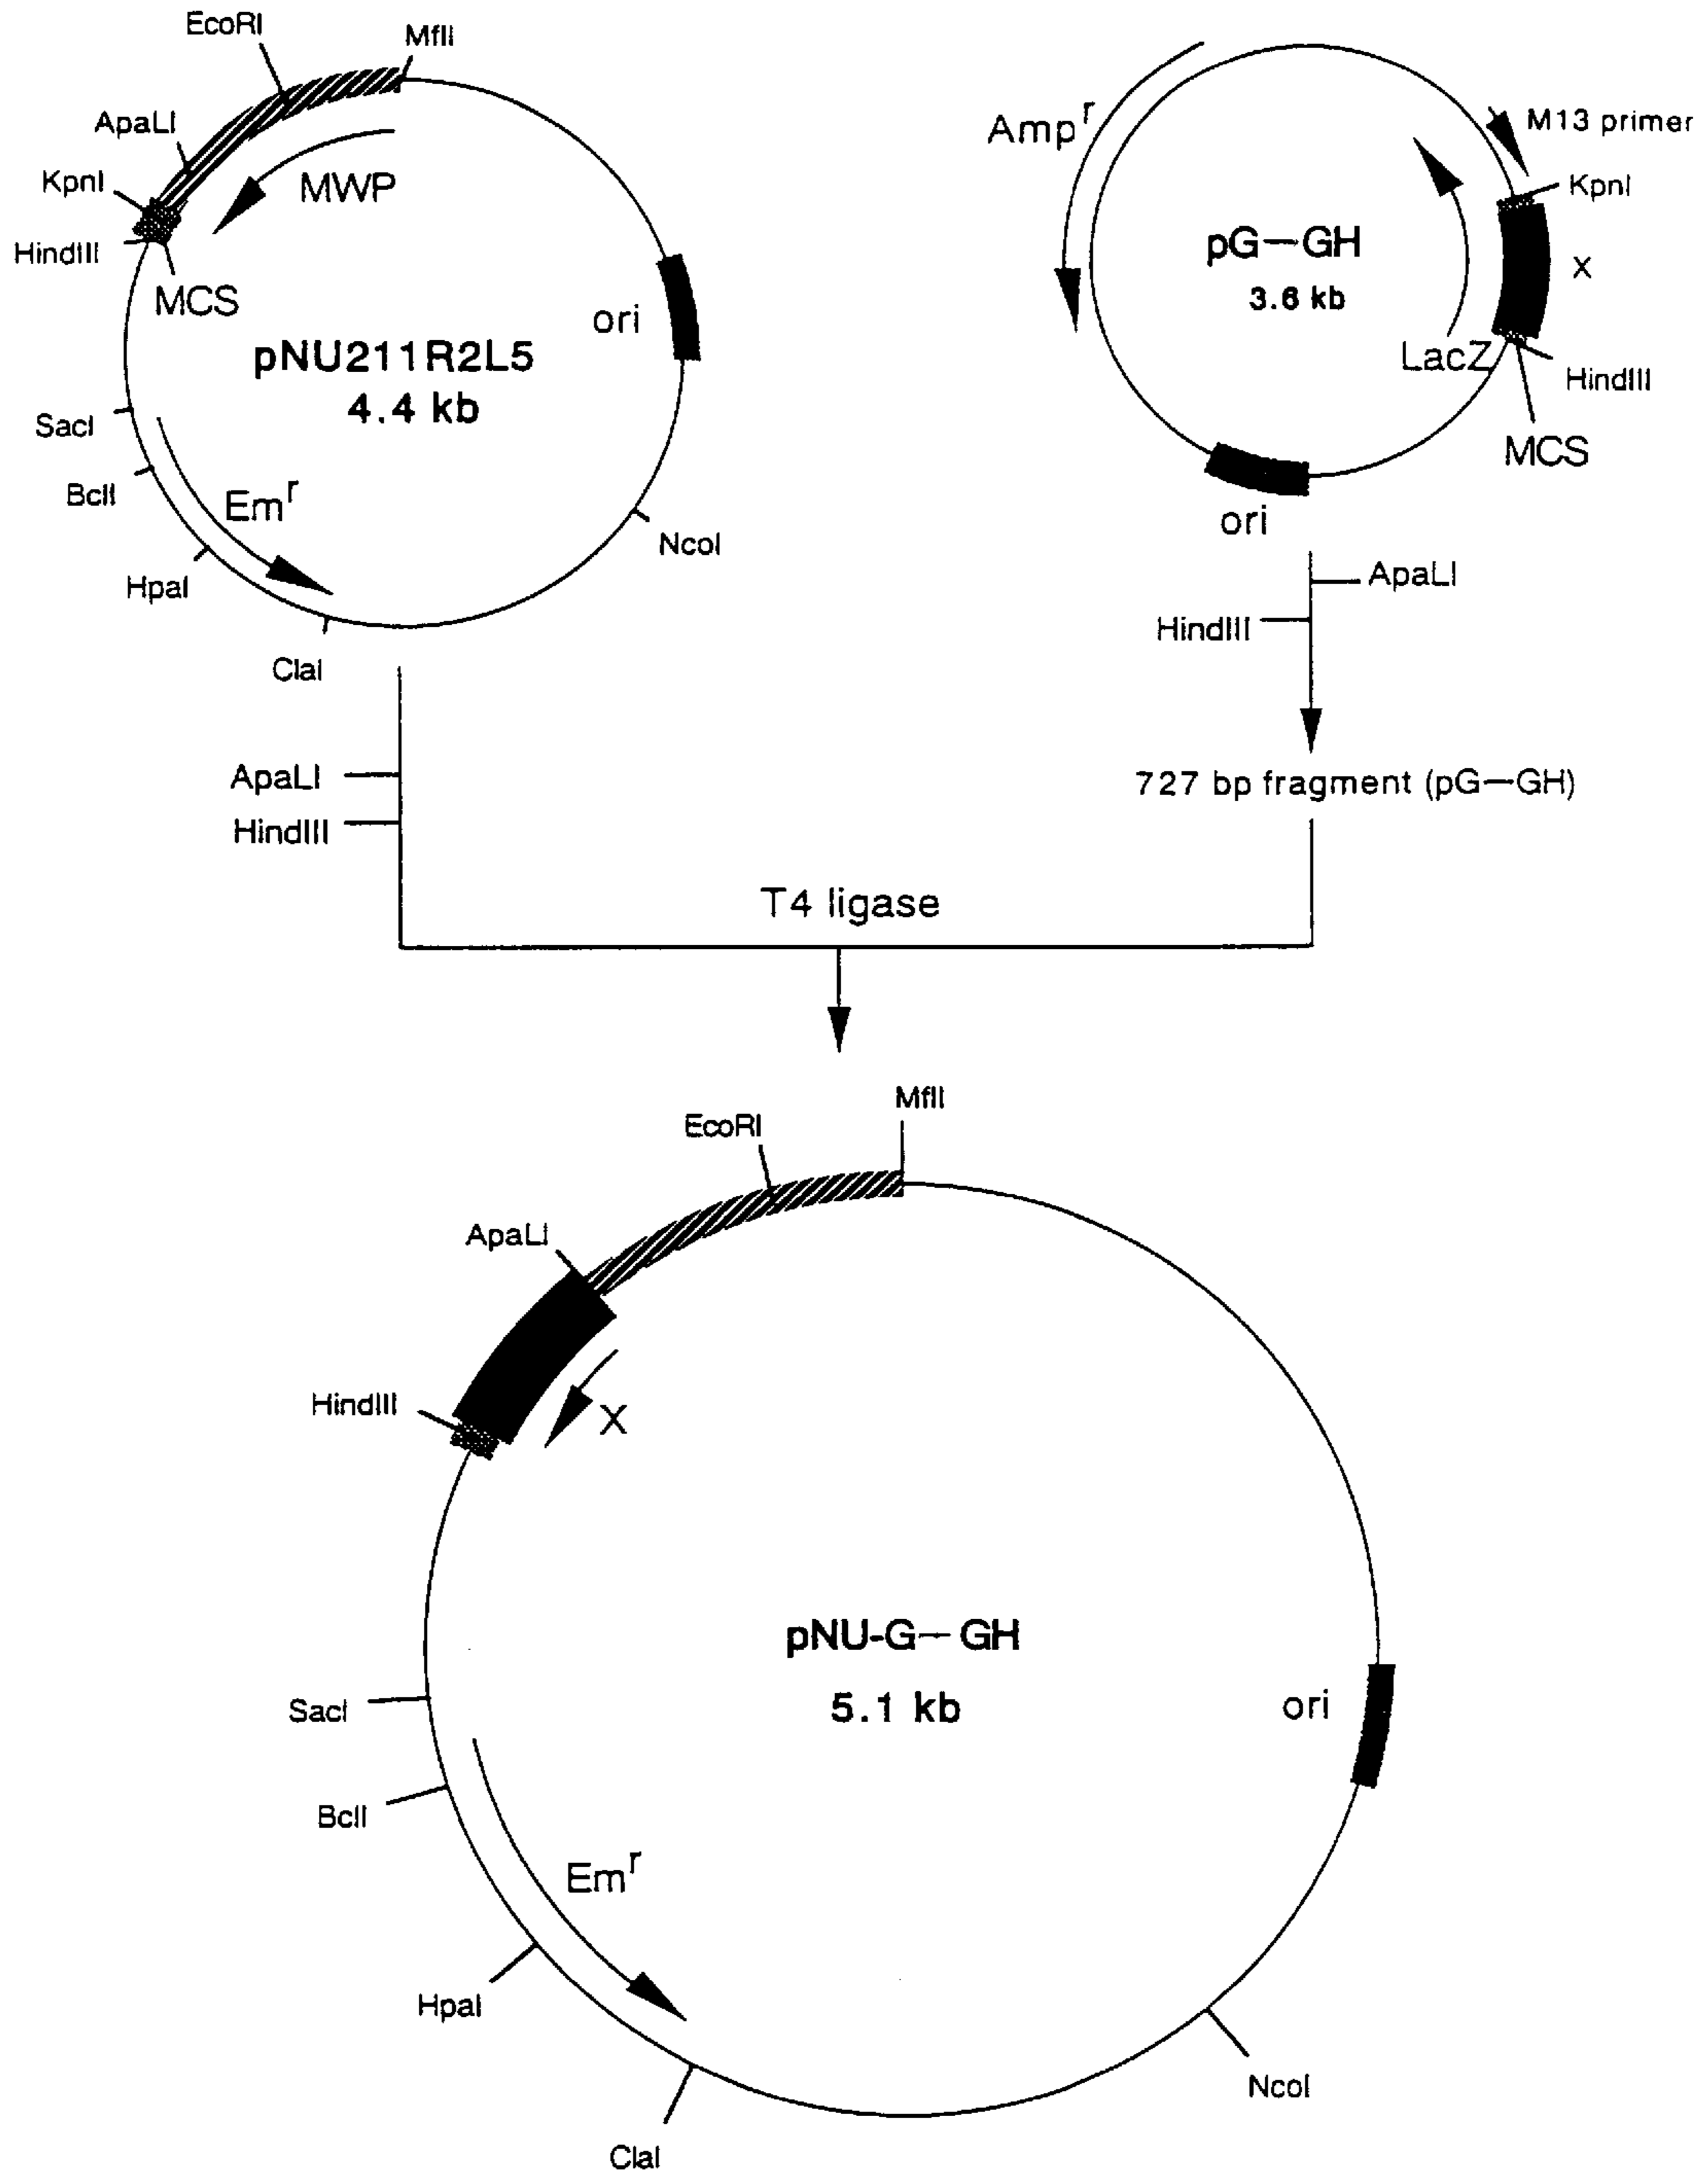 EcoRI
MflI
ApaLI
KpnI
HindIII
MCS
MWP
ori
pNU211R2L5
4.4 kb
SacI
BclI
Em^r
HpaI
ClaI
NcoI
Amp^r
M13 primer
KpnI
pG—GH
3.6 kb
X
LacZ
HindIII
MCS
ori
ApaLI
HindIII
727 bp fragment (pG—GH)
ApaLI
HindIII
T4 ligase
MflI
EcoRI
ApaLI
HindIII
X
pNU-G—GH
5.1 kb
ori
SacI
BclI
Em^r
HpaI
ClaI
NcoI